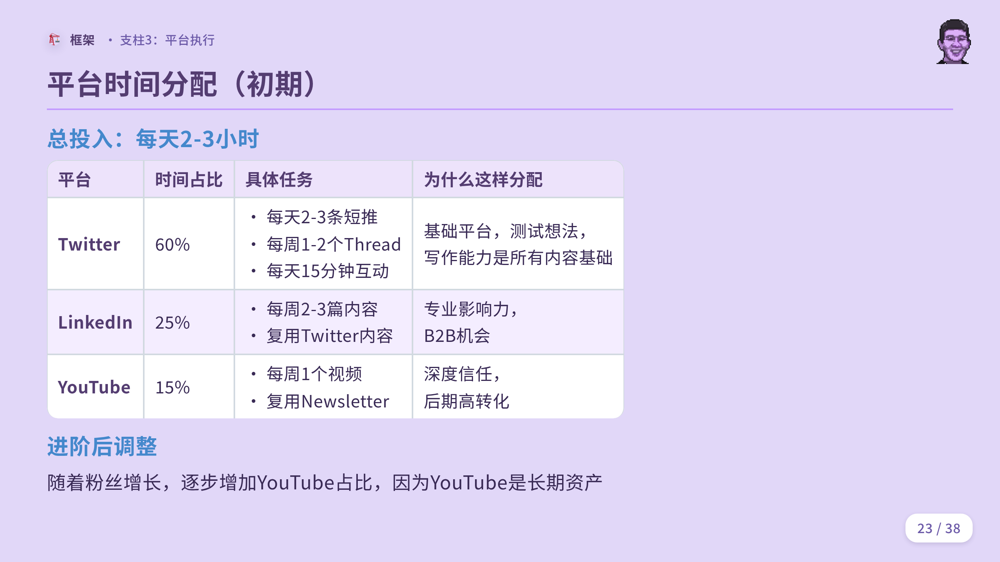 框架 • 支柱3：平台执行
平台时间分配（初期）
总投入：每天2-3小时
平台 时间占比 具体任务 为什么这样分配
Twitter 60%
• 每天2-3条短推
• 每周1-2个Thread
• 每天15分钟互动
基础平台，测试想法，
写作能力是所有内容基础
LinkedIn 25%
• 每周2-3篇内容
• 复用Twitter内容
专业影响力，
B2B机会
YouTube 15%
• 每周1个视频
• 复用Newsletter
深度信任，
后期高转化
进阶后调整
随着粉丝增长，逐步增加YouTube占比，因为YouTube是长期资产
23 / 38